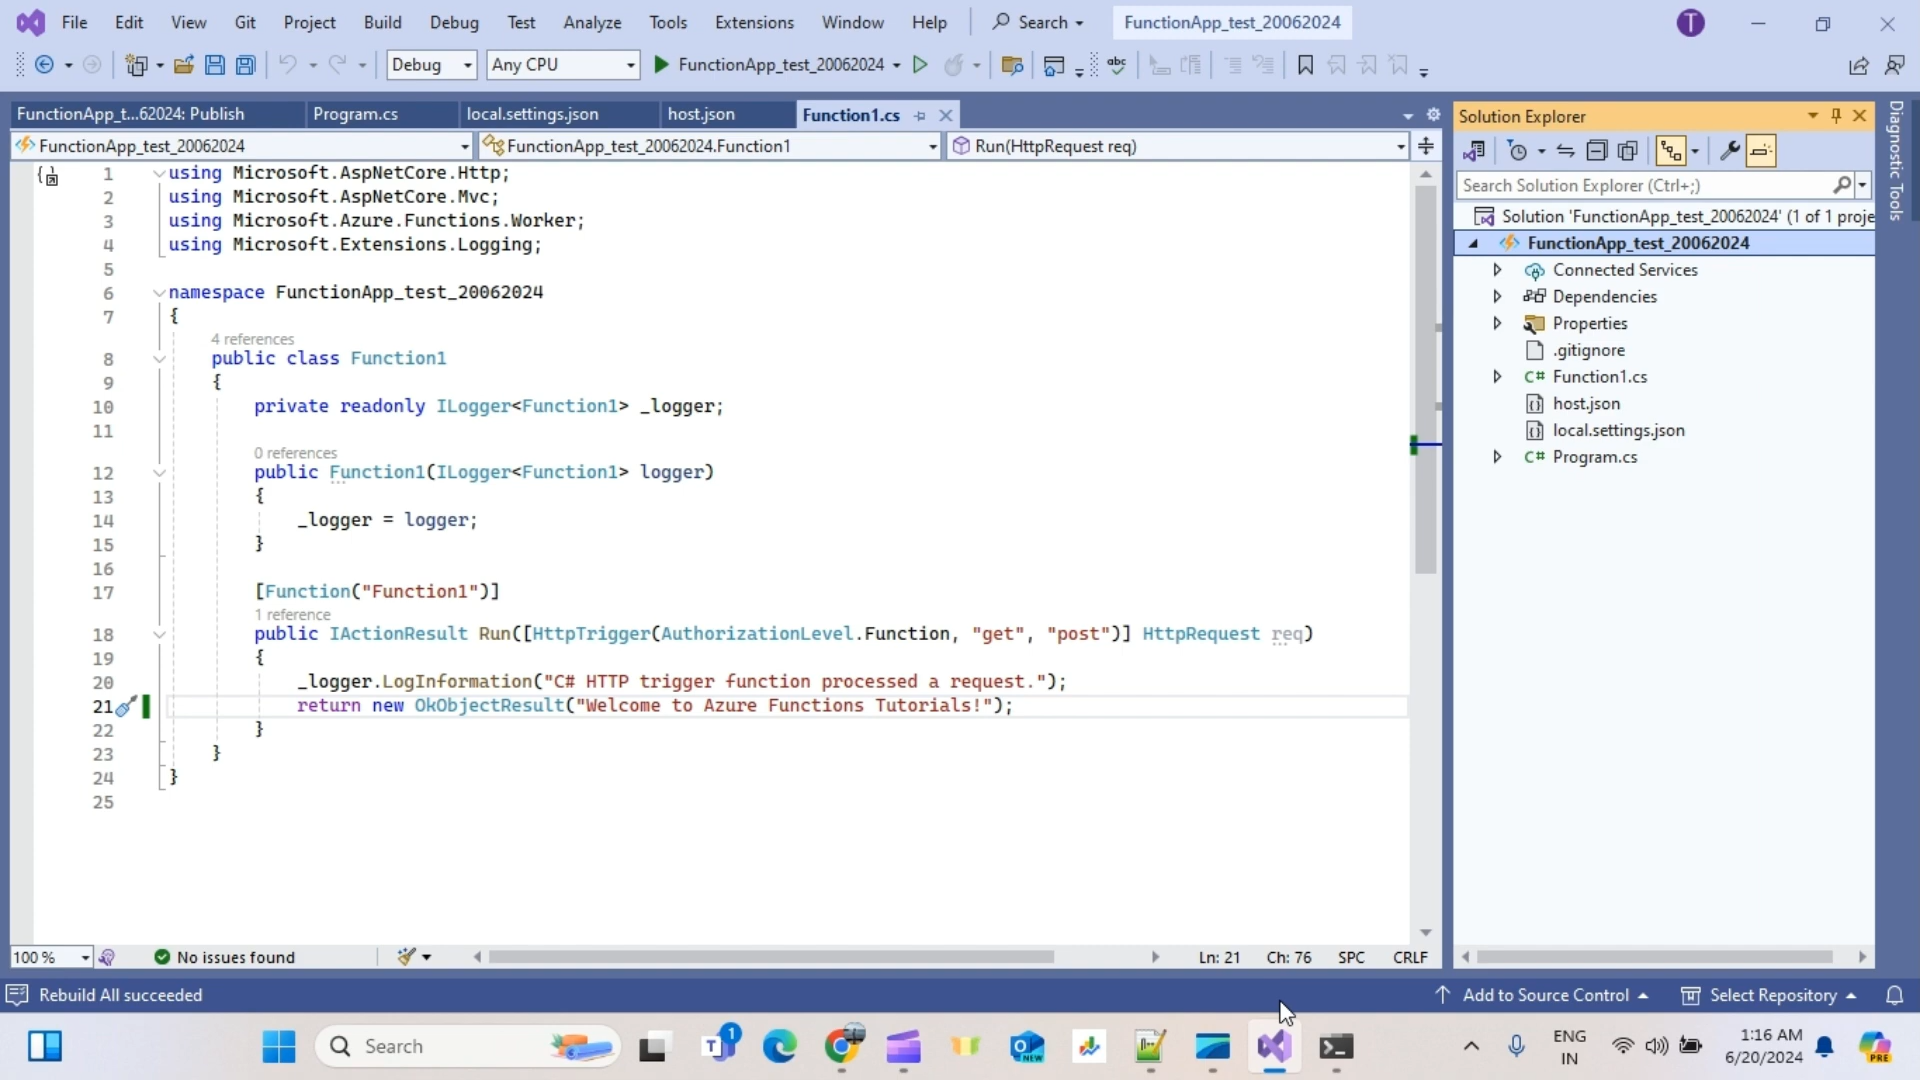 File Edit View Git Project Build Debug Test Analyze Tools Extensions Window Help Search FunctionApp_test_20062024 T
Debug Any CPU FunctionApp_test_20062024
FunctionApp_t...62024: Publish Program.cs local.settings.json host.json Function1.cs
FunctionApp_test_20062024 FunctionApp_test_20062024.Function1 Run(HttpRequest req)
1 using Microsoft.AspNetCore.Http;
2 using Microsoft.AspNetCore.Mvc;
3 using Microsoft.Azure.Functions.Worker;
4 using Microsoft.Extensions.Logging;
5
6 namespace FunctionApp_test_20062024
7 {
4 references
8 public class Function1
9 {
10 private readonly ILogger<Function1> _logger;
11
0 references
12 public Function1(ILogger<Function1> logger)
13 {
14 _logger = logger;
15 }
16
17 [Function("Function1")]
1 reference
18 public IActionResult Run([HttpTrigger(AuthorizationLevel.Function, "get", "post")] HttpRequest req)
19 {
20 _logger.LogInformation("C# HTTP trigger function processed a request.");
21 return new OkObjectResult("Welcome to Azure Functions Tutorials!");
22 }
23 }
24 }
25
100 % No issues found Ln: 21 Ch: 76 SPC CRLF
Solution Explorer
Search Solution Explorer (Ctrl+;)
Solution 'FunctionApp_test_20062024' (1 of 1 proje
FunctionApp_test_20062024
Connected Services
Dependencies
Properties
.gitignore
C# Function1.cs
host.json
local.settings.json
C# Program.cs
Diagnostic Tools
Rebuild All succeeded Add to Source Control Select Repository
Search 1 NEW ENG 1:16 AM
IN 6/20/2024 PRE